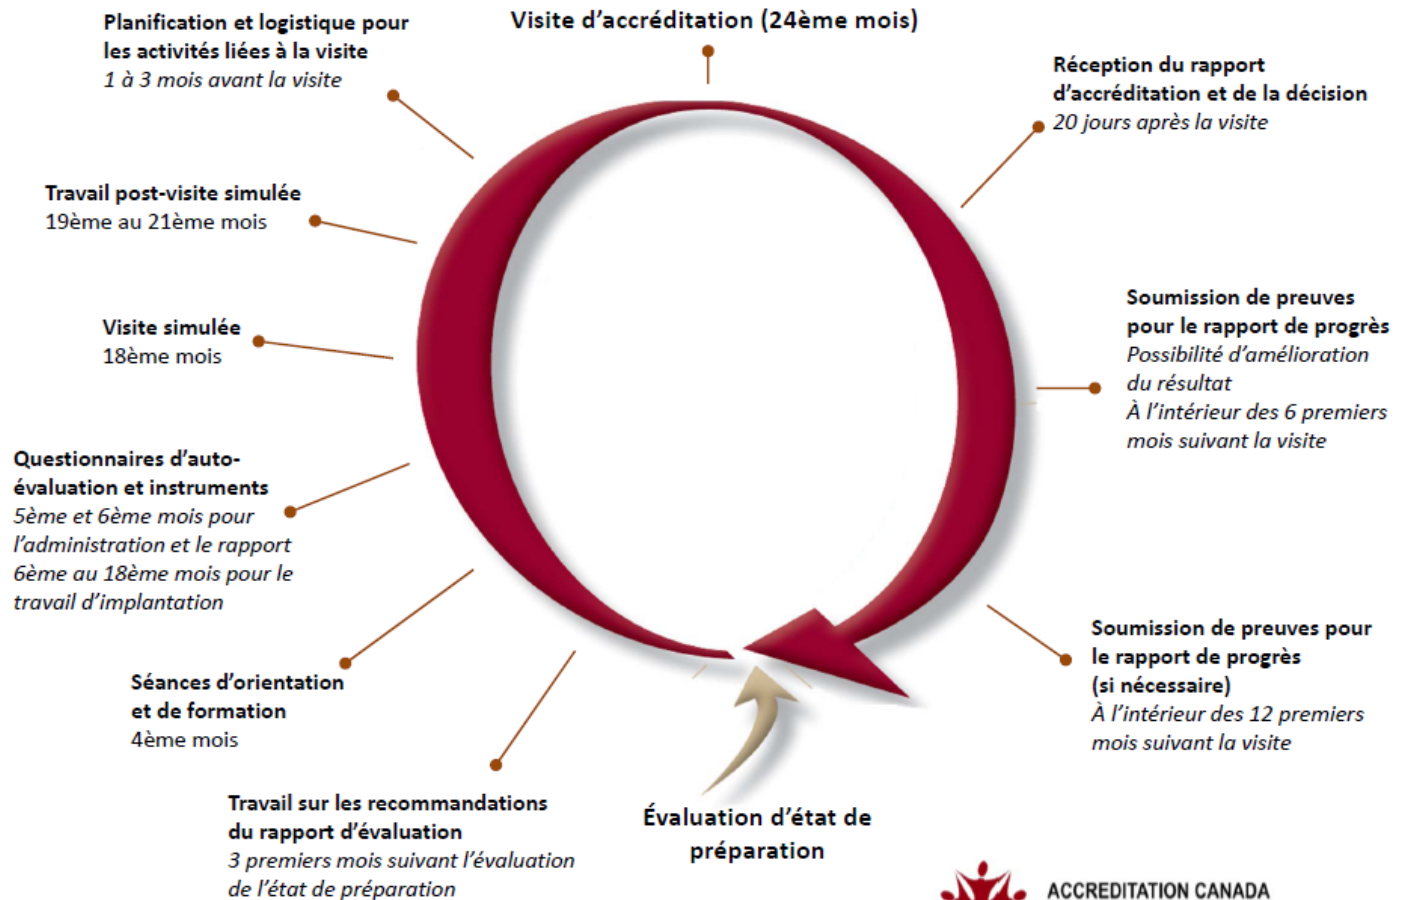 Visite d'accréditation (24ème mois)
Réception du rapport
d'accréditation et de la décision
20 jours après la visite
Soumission de preuves
pour le rapport de progrès
Possibilité d'amélioration
du résultat
À l'intérieur des 6 premiers
mois suivant la visite
Soumission de preuves pour
le rapport de progrès
(si nécessaire)
À l'intérieur des 12 premiers
mois suivant la visite
Évaluation d'état de
préparation
Travail sur les recommandations
du rapport d'évaluation
3 premiers mois suivant l'évaluation
de l'état de préparation
Séances d'orientation
et de formation
4ème mois
Questionnaires d'auto-
évaluation et instruments
5ème et 6ème mois pour
l'administration et le rapport
6ème au 18ème mois pour le
travail d'implantation
Visite simulée
18ème mois
Travail post-visite simulée
19ème au 21ème mois
Planification et logistique pour
les activités liées à la visite
1 à 3 mois avant la visite
ACCREDITATION CANADA